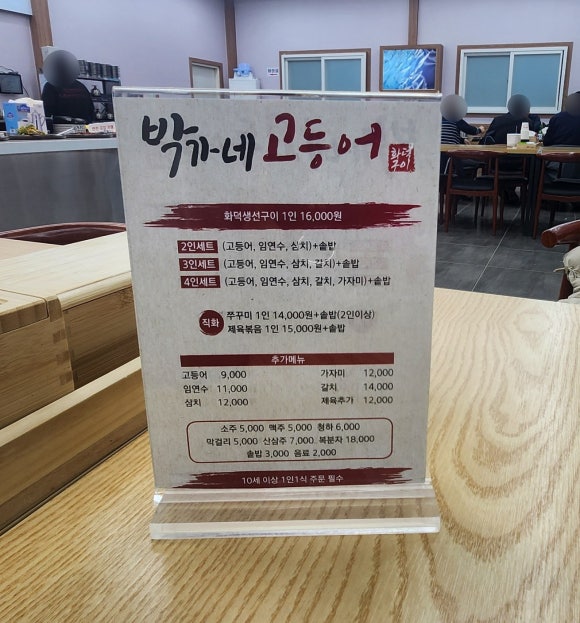 박가네 고등어 화덕구이
화덕생선구이 1인 16,000원
2인세트 (고등어, 임연수, 삼치)+솥밥
3인세트 (고등어, 임연수, 삼치, 갈치)+솥밥
4인세트 (고등어, 임연수, 삼치, 갈치, 가자미)+솥밥
직화 쭈꾸미 1인 14,000원+솥밥(2인이상)
제육볶음 1인 15,000원+솥밥
추가메뉴
고등어 9,000 가자미 12,000
임연수 11,000 갈치 14,000
삼치 12,000 제육추가 12,000
소주 5,000 맥주 5,000 청하 6,000
막걸리 5,000 산삼주 7,000 복분자 18,000
솥밥 3,000 음료 2,000
10세 이상 1인1식 주문 필수